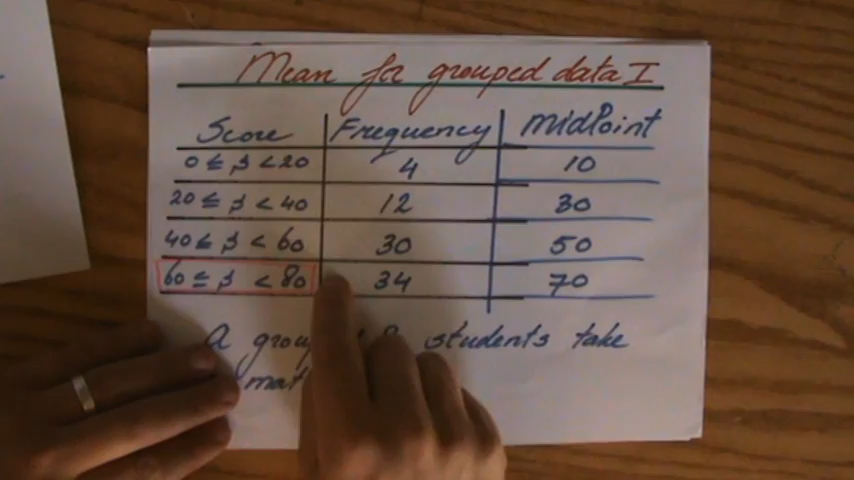 Mean for grouped data I
Score Frequency MidPoint
0 ≤ s < 20 4 10
20 ≤ s < 40 12 30
40 ≤ s < 60 30 50
60 ≤ s < 80 34 70
A students take